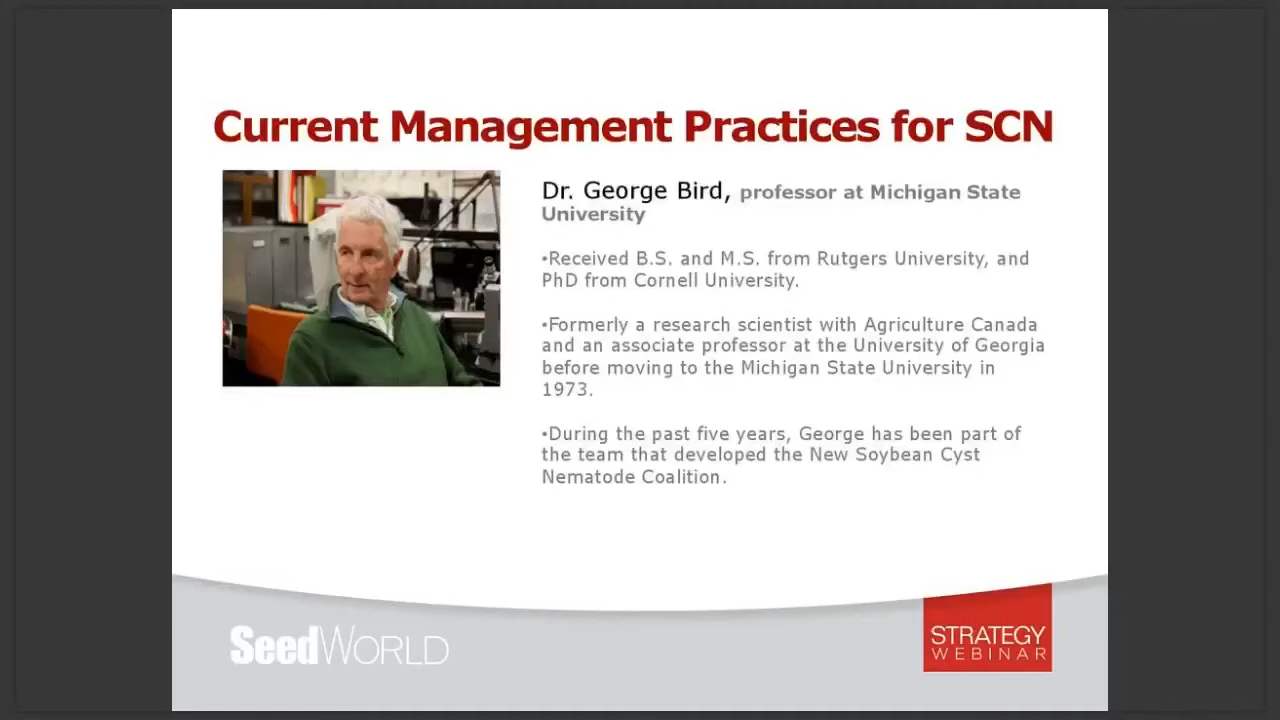 Current Management Practices for SCN
Dr. George Bird, professor at Michigan State
University
•Received B.S. and M.S. from Rutgers University, and
PhD from Cornell University.
•Formerly a research scientist with Agriculture Canada
and an associate professor at the University of Georgia
before moving to the Michigan State University in
1973.
•During the past five years, George has been part of
the team that developed the New Soybean Cyst
Nematode Coalition.
SeedWORLD
STRATEGY
WEBINAR